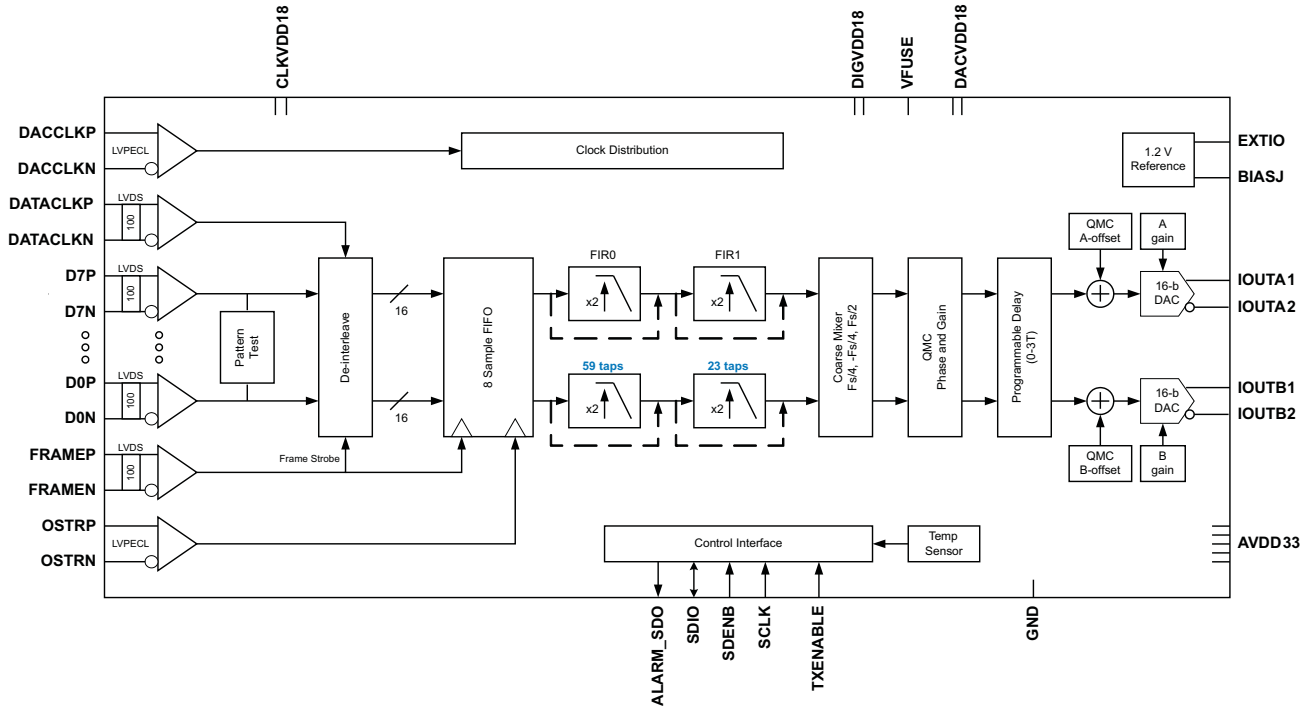 CLKVDD18
DIGVDD18
VFUSE
DACVDD18
DACCLKP
LVPECL
DACCLKN
Clock Distribution
1.2 V
Reference
EXTIO
BIASJ
DATACLKP
LVDS
100
DATACLKN
D7P
LVDS
100
D7N
Pattern
Test
D0P
LVDS
100
D0N
De-interleave
16
16
8 Sample FIFO
FIR0
x2
FIR1
x2
59 taps
x2
23 taps
x2
Coarse Mixer
Fs/4, -Fs/4, Fs/2
QMC
Phase and Gain
Programmable Delay
(0-3T)
QMC
A-offset
A
gain
16-b
DAC
IOUTA1
IOUTA2
16-b
DAC
IOUTB1
IOUTB2
QMC
B-offset
B
gain
FRAMEP
LVDS
100
FRAMEN
Frame Strobe
OSTRP
LVPECL
OSTRN
Control Interface
Temp
Sensor
AVDD33
ALARM_SDO
SDIO
SDENB
SCLK
TXENABLE
GND